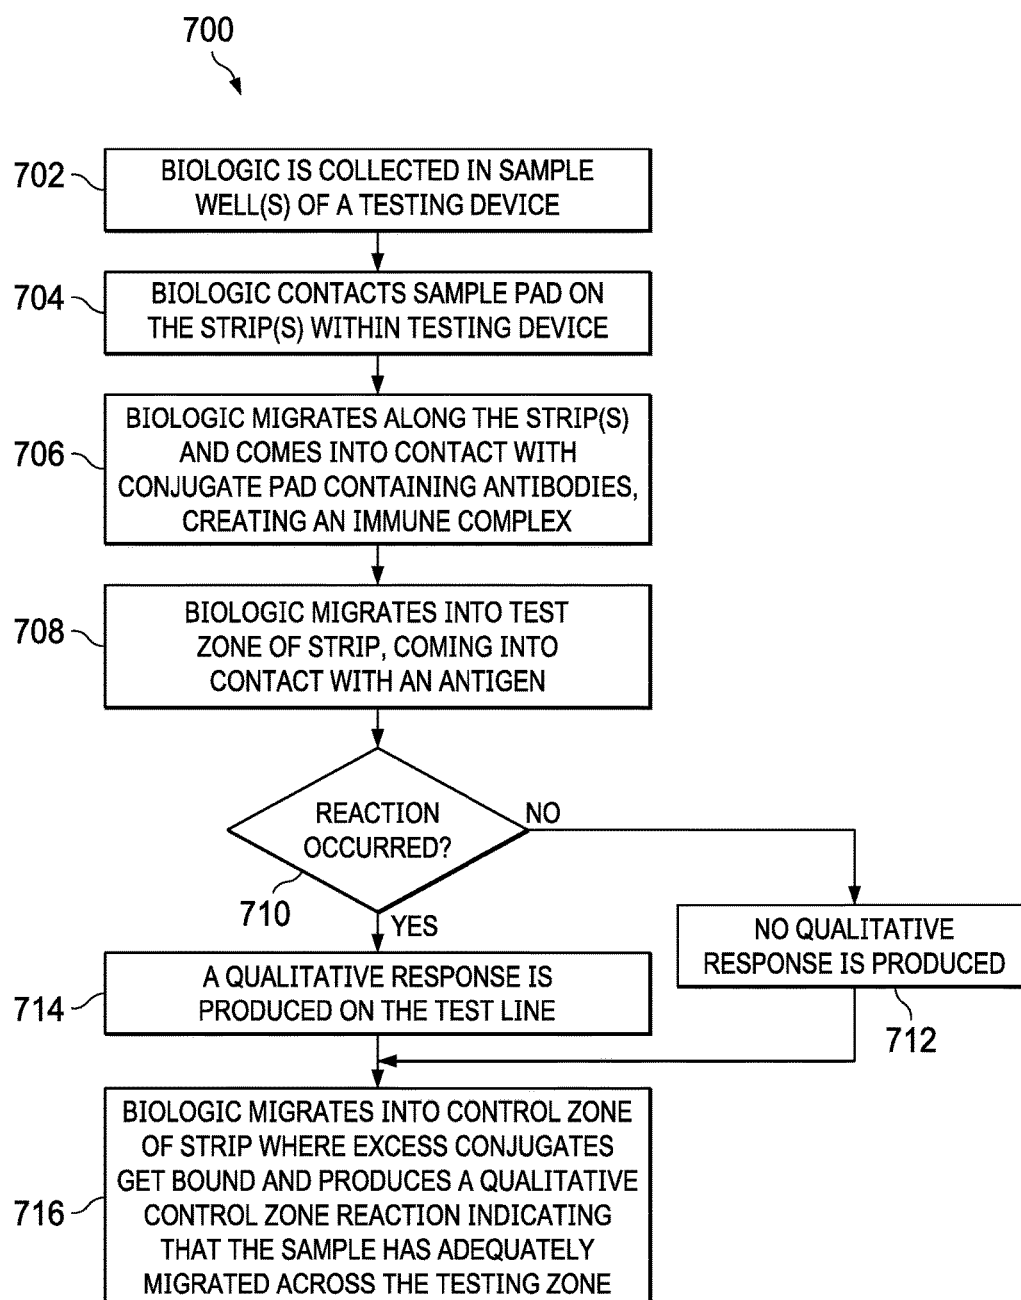 700
702
BIOLOGIC IS COLLECTED IN SAMPLE
WELL(S) OF A TESTING DEVICE
704
BIOLOGIC CONTACTS SAMPLE PAD ON
THE STRIP(S) WITHIN TESTING DEVICE
706
BIOLOGIC MIGRATES ALONG THE STRIP(S)
AND COMES INTO CONTACT WITH
CONJUGATE PAD CONTAINING ANTIBODIES,
CREATING AN IMMUNE COMPLEX
708
BIOLOGIC MIGRATES INTO TEST
ZONE OF STRIP, COMING INTO
CONTACT WITH AN ANTIGEN
REACTION
OCCURRED?
NO
710
YES
NO QUALITATIVE
RESPONSE IS PRODUCED
712
714
A QUALITATIVE RESPONSE IS
PRODUCED ON THE TEST LINE
716
BIOLOGIC MIGRATES INTO CONTROL ZONE
OF STRIP WHERE EXCESS CONJUGATES
GET BOUND AND PRODUCES A QUALITATIVE
CONTROL ZONE REACTION INDICATING
THAT THE SAMPLE HAS ADEQUATELY
MIGRATED ACROSS THE TESTING ZONE